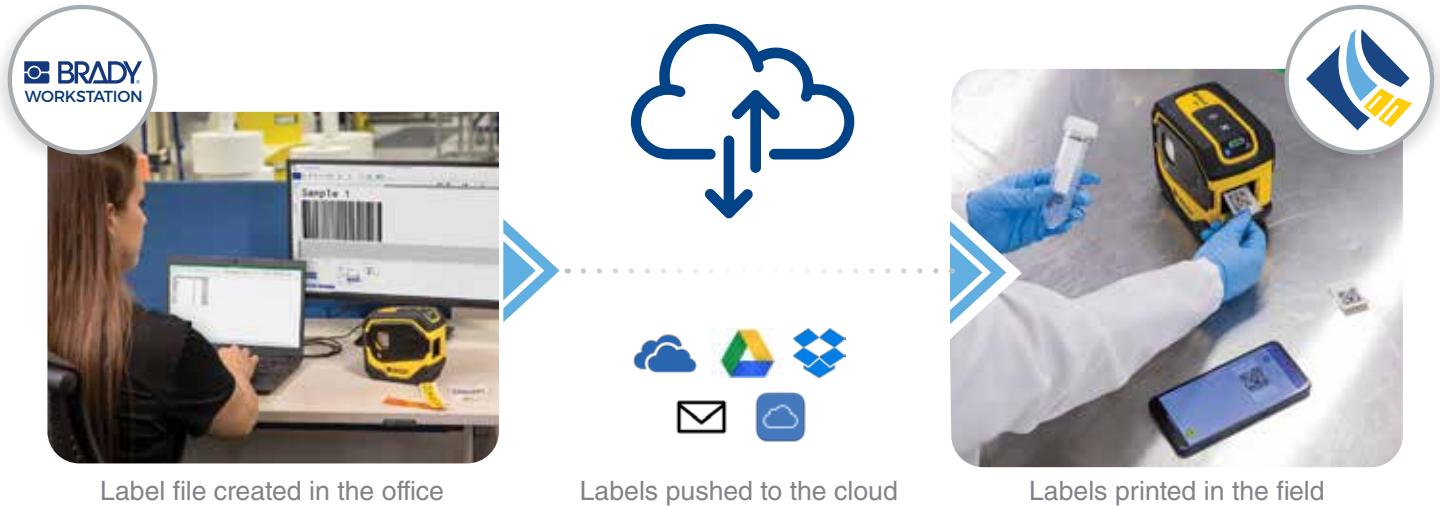 BRADY
WORKSTATION
Sample 1
Label file created in the office
Labels pushed to the cloud
Labels printed in the field